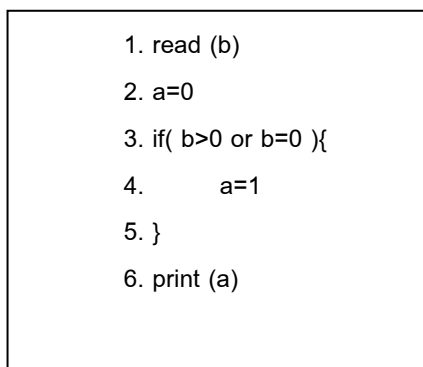 1. read (b)
2. a=0
3. if( b>0 or b=0 ){
4. a=1
5. }
6. print (a)